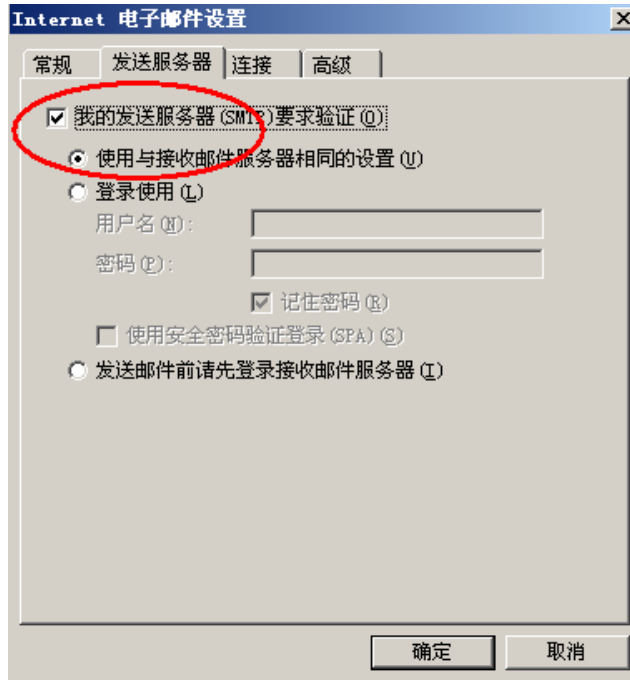 Internet 电子邮件设置
常规 发送服务器 连接 高级
我的发送服务器(SMTP)要求验证(O)
使用与接收邮件服务器相同的设置(U)
登录使用(L)
用户名(N):
密码(P):
记住密码(R)
使用安全密码验证登录(SPA)(S)
发送邮件前请先登录接收邮件服务器(I)
确定 取消